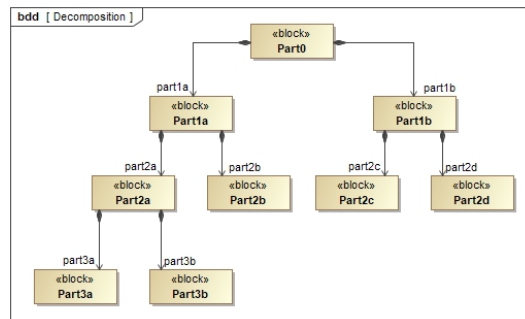 bdd [ Decomposition ]
«block»
Part0
part1a
part1b
«block»
Part1a
«block»
Part1b
part2a
part2b
part2c
part2d
«block»
Part2a
«block»
Part2b
«block»
Part2c
«block»
Part2d
part3a
part3b
«block»
Part3a
«block»
Part3b